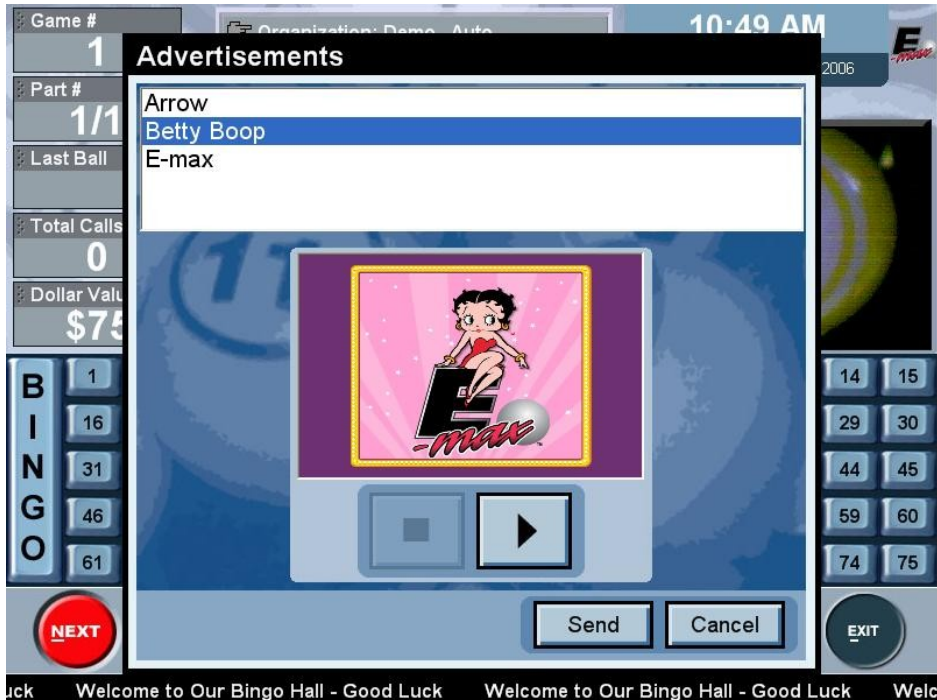 Game #
1
Organization: Demo - Auto
10:49 AM
E
-max
2006
Advertisements
Part #
1/1
Arrow
Betty Boop
E-max
Last Ball
Total Calls
0
11
Dollar Valu
$75
E
-max
B 1 14 15
I 16 29 30
N 31 44 45
G 46 59 60
O 61 74 75
NEXT
Send
Cancel
EXIT
uck Welcome to Our Bingo Hall - Good Luck Welcome to Our Bingo Hall - Good Luck Welc